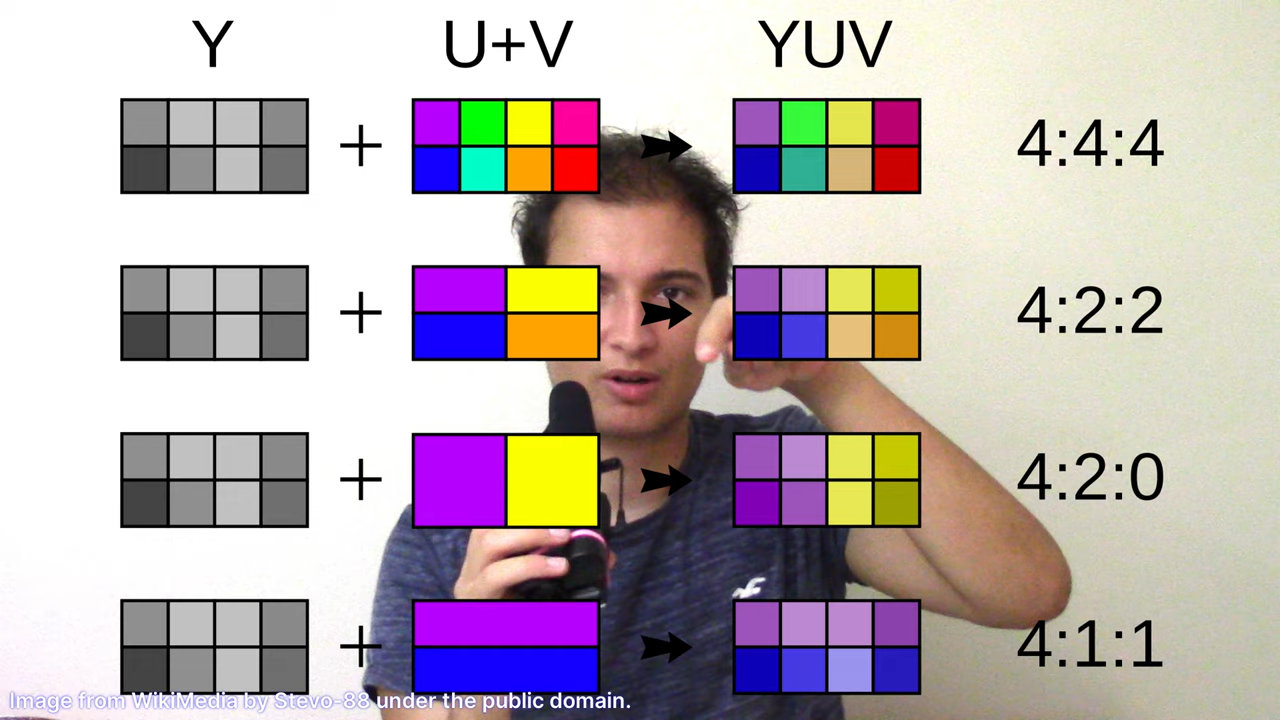 Y U+V YUV
+ 4:4:4
+ 4:2:2
+ 4:2:0
+ 4:1:1
Image from WikiMedia by Stevo-88 under the public domain.